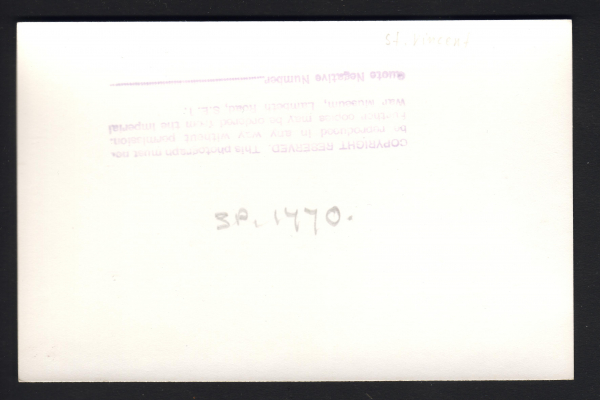 COPYRIGHT RESERVED. This photograph must not
be reproduced in any way without permission.
Further copies may be ordered from the Imperial
War Museum, Lambeth Road, S.E. 1.
Quote Negative Number
SP. 1770.